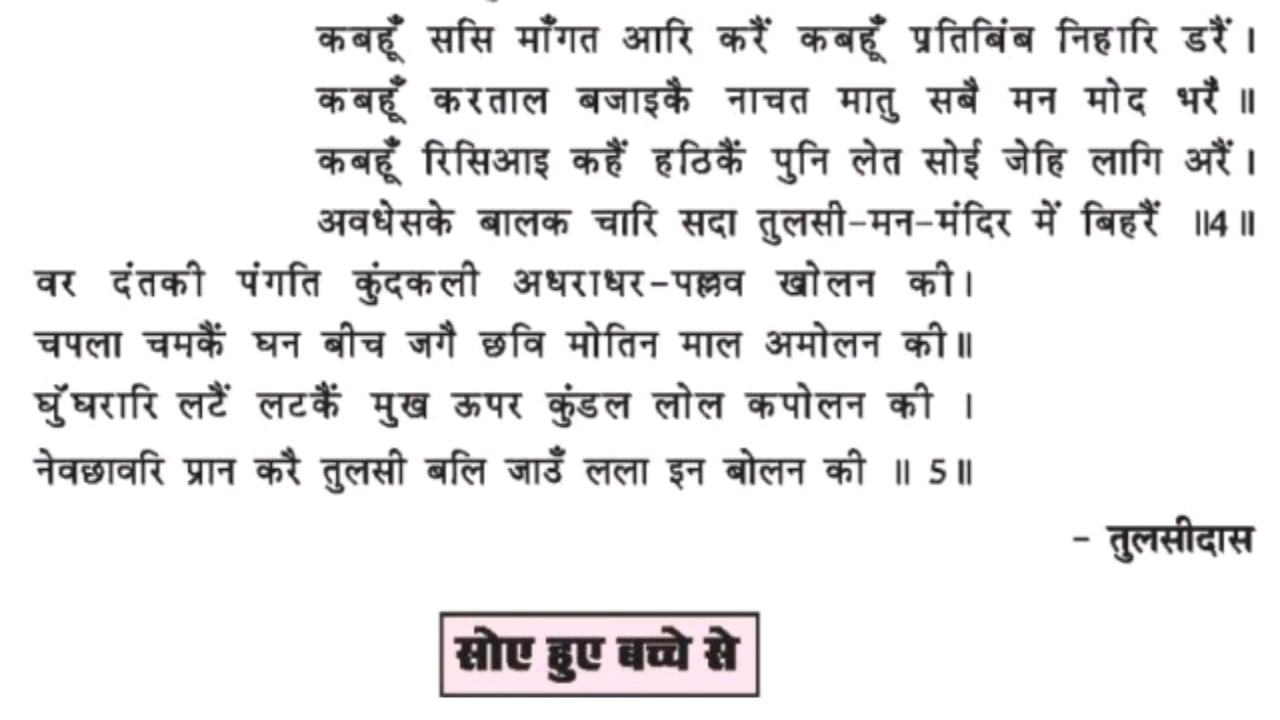 कबहूँ ससि माँगत आरि करैं कबहूँ प्रतिबिंब निहारि डरैं ।
कबहूँ करताल बजाइकै नाचत मातु सबै मन मोद भरैं ॥
कबहूँ रिसिआइ कहैं हठिकैं पुनि लेत सोई जेहि लागि अरैं ।
अवधेसके बालक चारि सदा तुलसी-मन-मंदिर में बिहरैं ॥4॥
वर दंतकी पंगति कुंदकली अधराधर-पल्लव खोलन की।
चपला चमकैं घन बीच जगै छवि मोतिन माल अमोलन की॥
घुँघरारि लटैं लटकैं मुख ऊपर कुंडल लोल कपोलन की ।
नेवछावरि प्रान करै तुलसी बलि जाउँ लला इन बोलन की ॥ 5॥
- तुलसीदास
सोए हुए बच्चे से